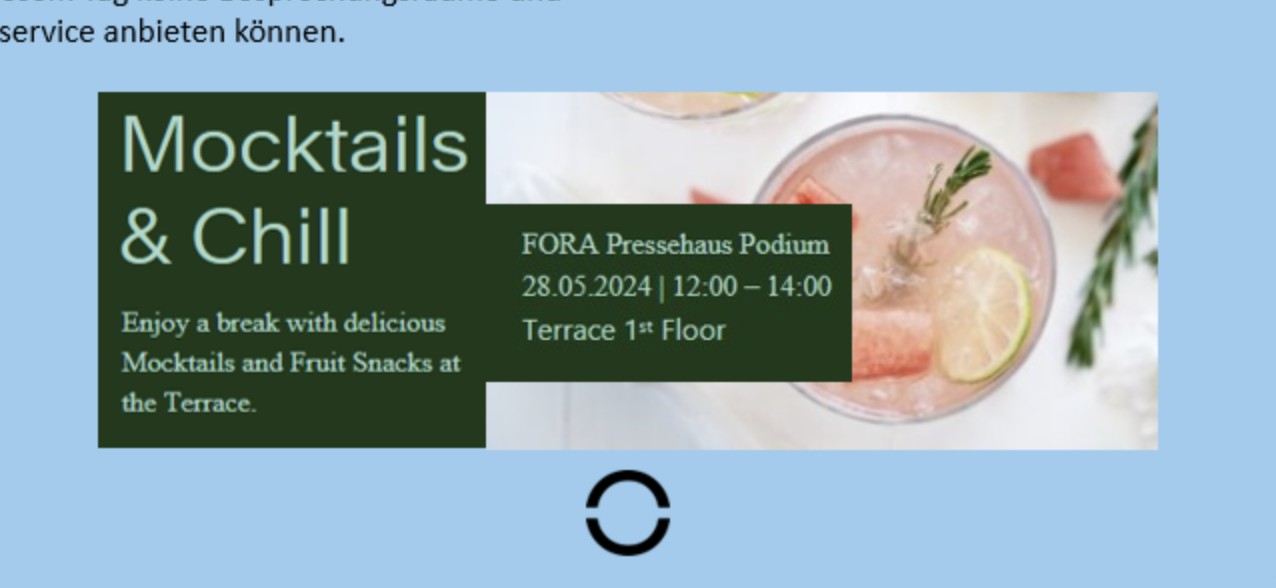 service anbieten können.
Mocktails
& Chill
Enjoy a break with delicious
Mocktails and Fruit Snacks at
the Terrace.
FORA Pressehaus Podium
28.05.2024 | 12:00 – 14:00
Terrace 1st Floor